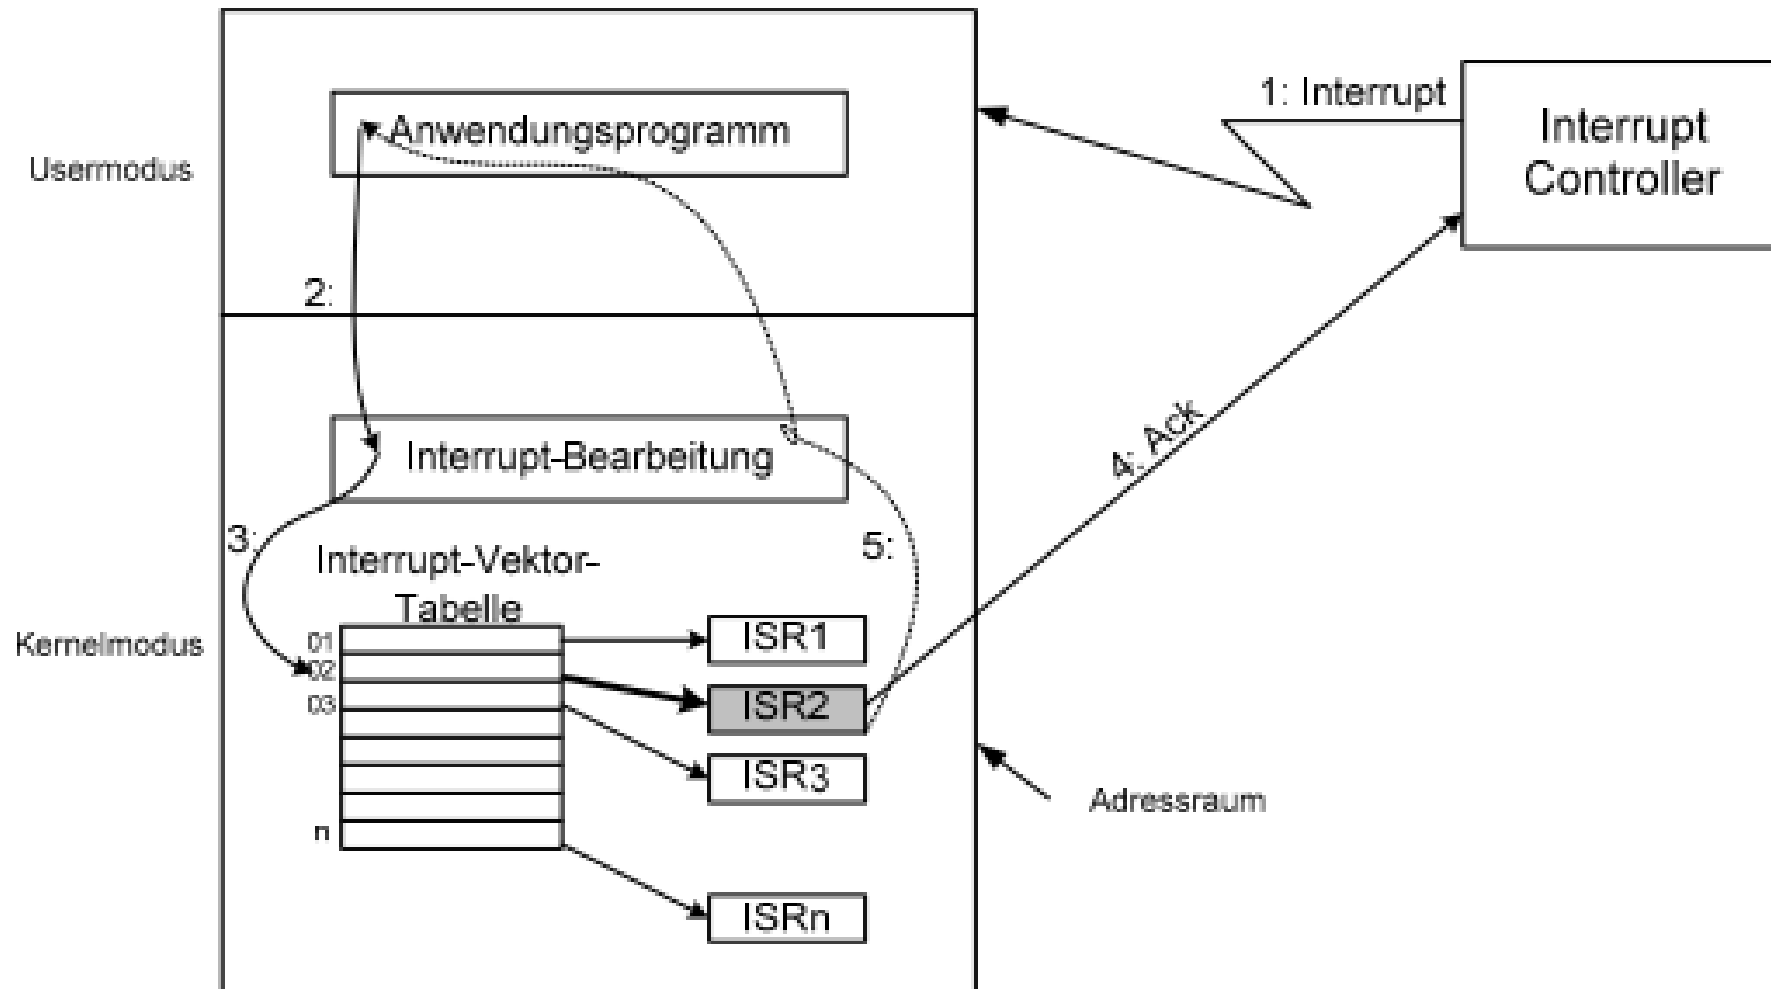 1: Interrupt
Interrupt
Controller
Anwendungsprogramm
Usermodus
2:
Interrupt-Bearbeitung
4: Ack
3:
5:
Interrupt-Vektor-
Tabelle
Kernelmodus
01
02
03
n
ISR1
ISR2
ISR3
ISRn
Adressraum